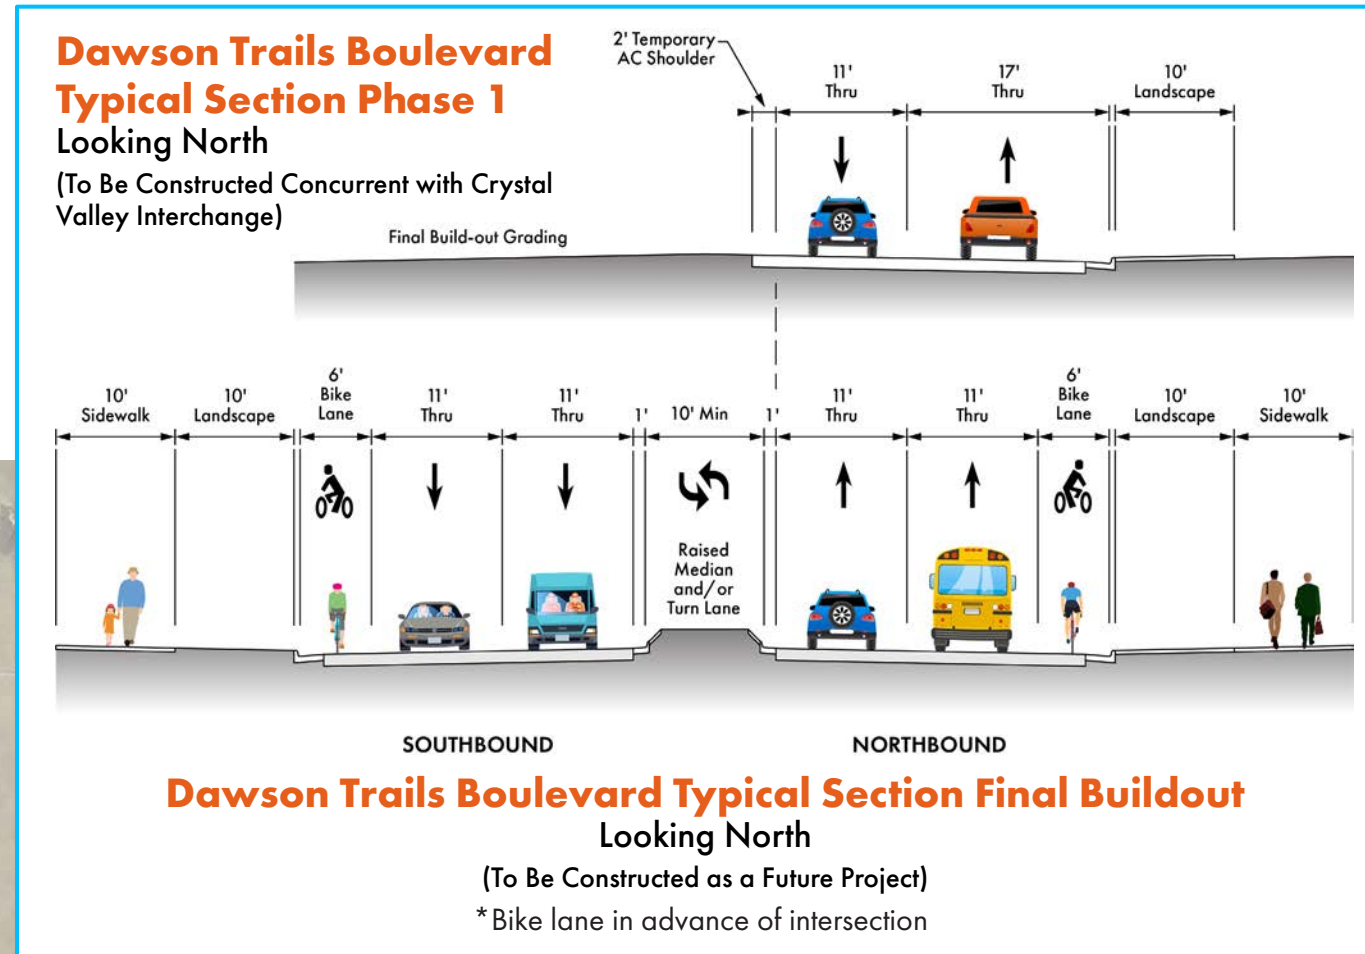 Dawson Trails Boulevard
Typical Section Phase 1
Looking North
(To Be Constructed Concurrent with Crystal
Valley Interchange)
2' Temporary
AC Shoulder
11'
Thru
17'
Thru
10'
Landscape
Final Build-out Grading
10'
Sidewalk
10'
Landscape
6'
Bike
Lane
11'
Thru
11'
Thru
1'
10' Min
1'
11'
Thru
11'
Thru
6'
Bike
Lane
10'
Landscape
10'
Sidewalk
Raised
Median
and/or
Turn Lane
SOUTHBOUND
NORTHBOUND
Dawson Trails Boulevard Typical Section Final Buildout
Looking North
(To Be Constructed as a Future Project)
*Bike lane in advance of intersection